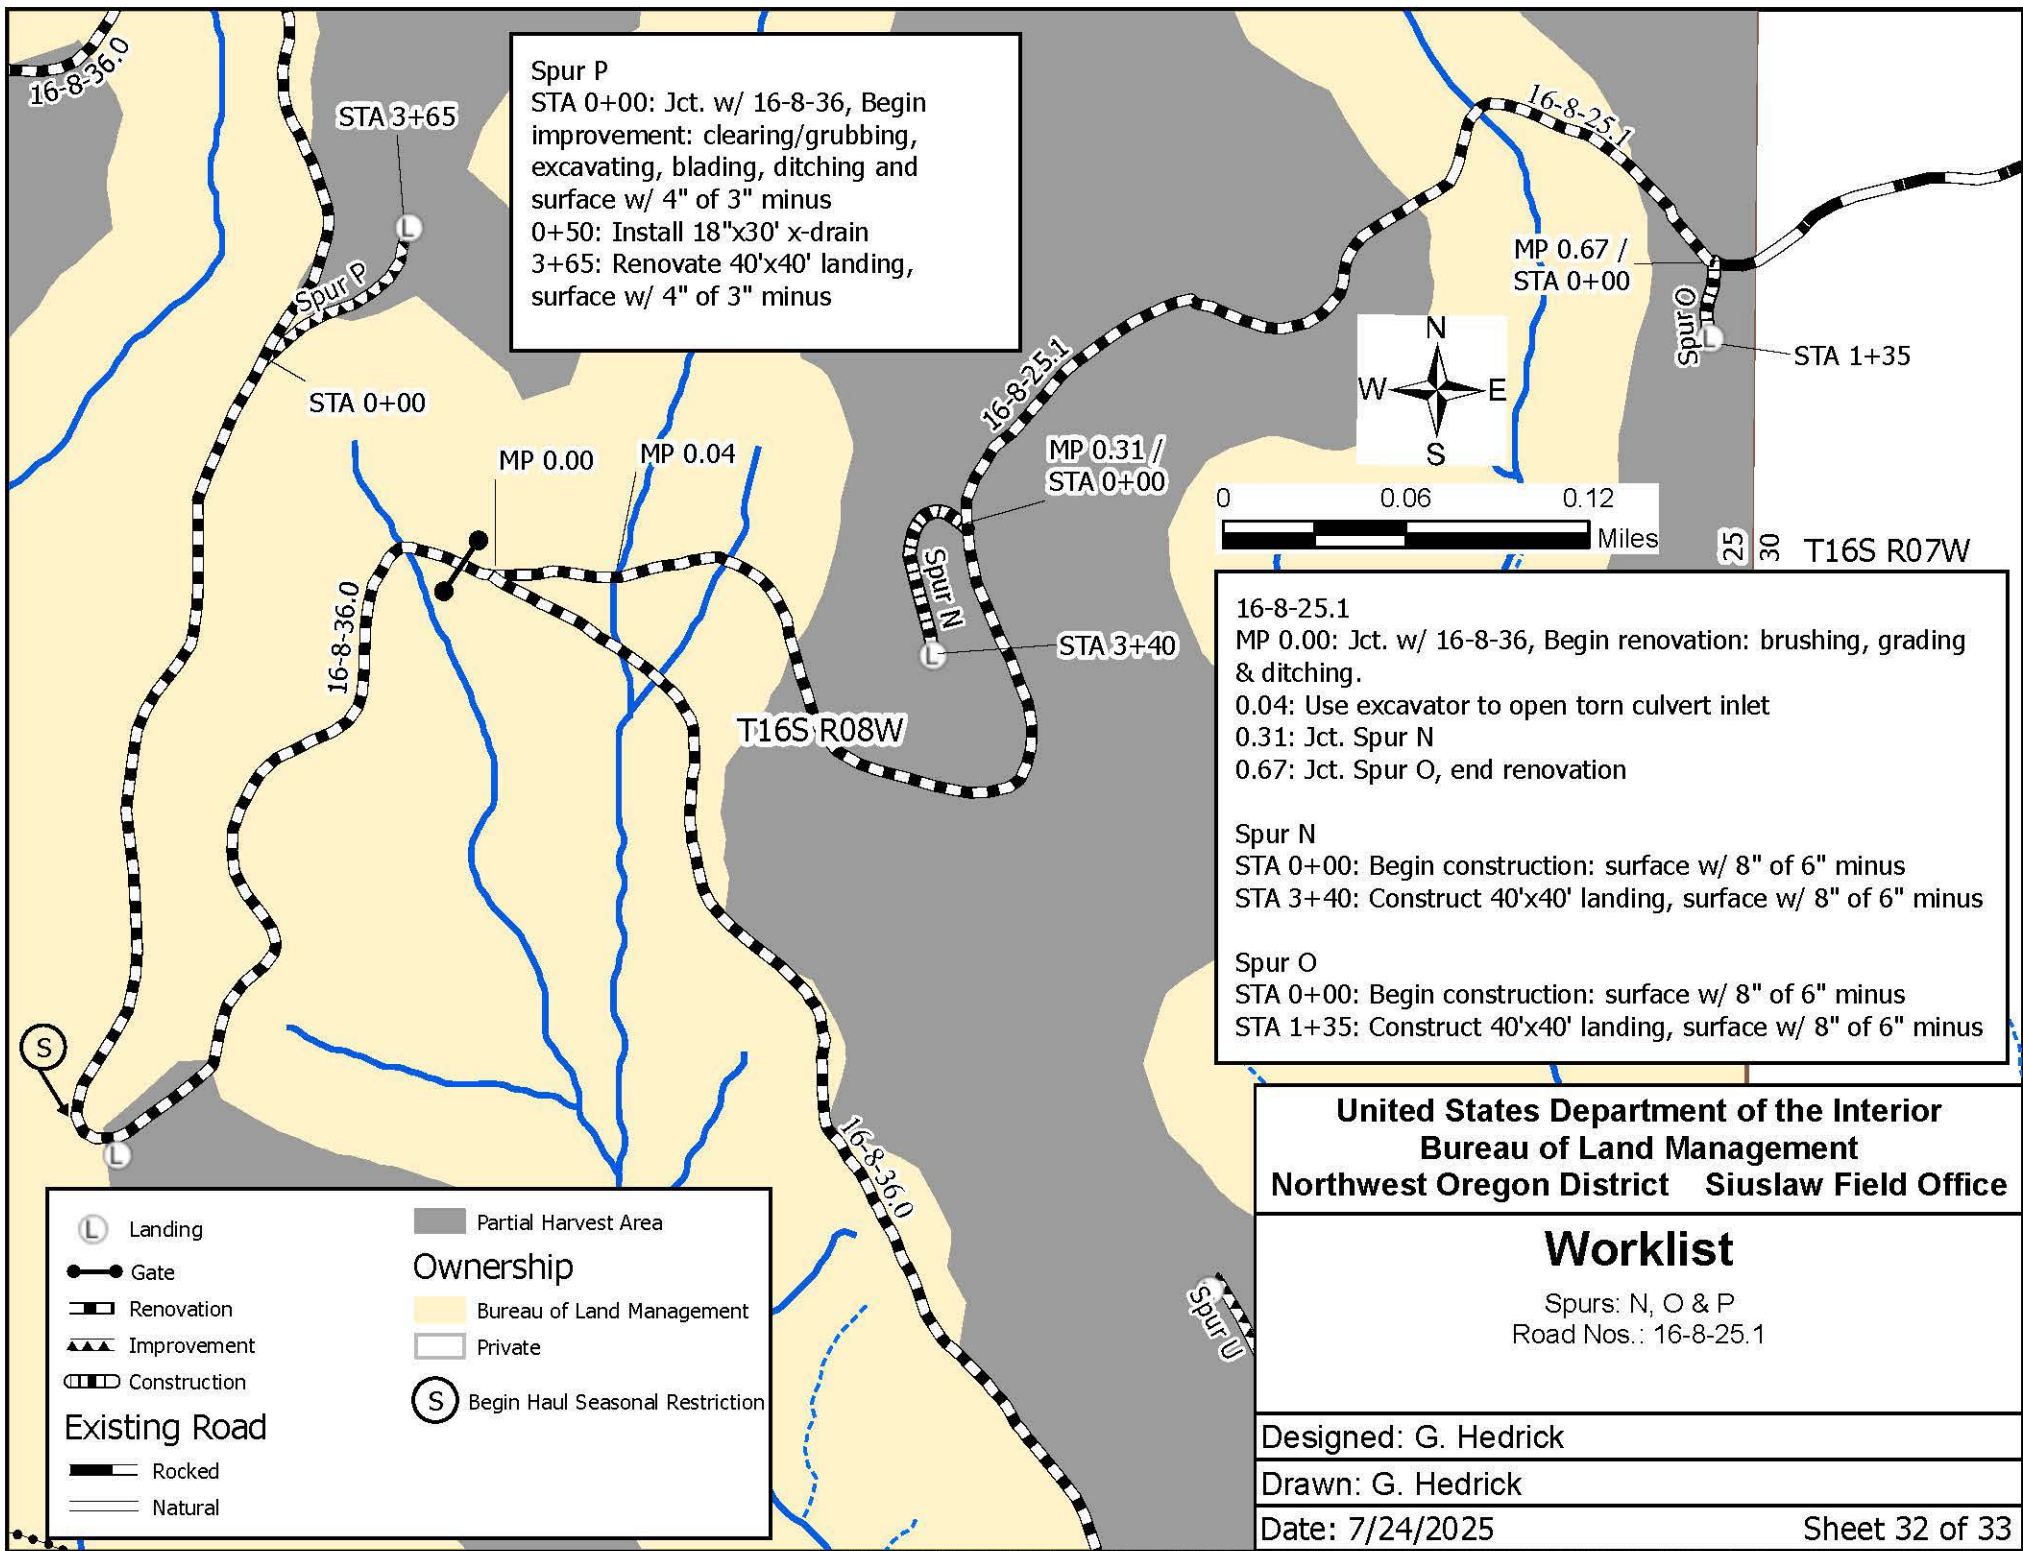 16-8-36.0
STA 3+65
Spur P
STA 0+00: Jct. w/ 16-8-36, Begin
improvement: clearing/grubbing,
excavating, blading, ditching and
surface w/ 4" of 3" minus
0+50: Install 18"x30' x-drain
3+65: Renovate 40'x40' landing,
surface w/ 4" of 3" minus
16-8-25.1
L
Spur P
MP 0.67 /
STA 0+00
Spur O
L
STA 1+35
STA 0+00
16-8-25.1
N
W
E
S
MP 0.00
MP 0.04
MP 0.31 /
STA 0+00
0
0.06
0.12
Miles
25
30
T16S R07W
Spur N
16-8-36.0
L
STA 3+40
T16S R08W
16-8-25.1
MP 0.00: Jct. w/ 16-8-36, Begin renovation: brushing, grading
& ditching.
0.04: Use excavator to open torn culvert inlet
0.31: Jct. Spur N
0.67: Jct. Spur O, end renovation
Spur N
STA 0+00: Begin construction: surface w/ 8" of 6" minus
STA 3+40: Construct 40'x40' landing, surface w/ 8" of 6" minus
Spur O
STA 0+00: Begin construction: surface w/ 8" of 6" minus
STA 1+35: Construct 40'x40' landing, surface w/ 8" of 6" minus
S
L
16-8-36.0
Spur U
L
Landing
Gate
Renovation
Improvement
Construction
Existing Road
Rocked
Natural
Partial Harvest Area
Ownership
Bureau of Land Management
Private
S
Begin Haul Seasonal Restriction
United States Department of the Interior
Bureau of Land Management
Northwest Oregon District Siuslaw Field Office
Worklist
Spurs: N, O & P
Road Nos.: 16-8-25.1
Designed: G. Hedrick
Drawn: G. Hedrick
Date: 7/24/2025
Sheet 32 of 33